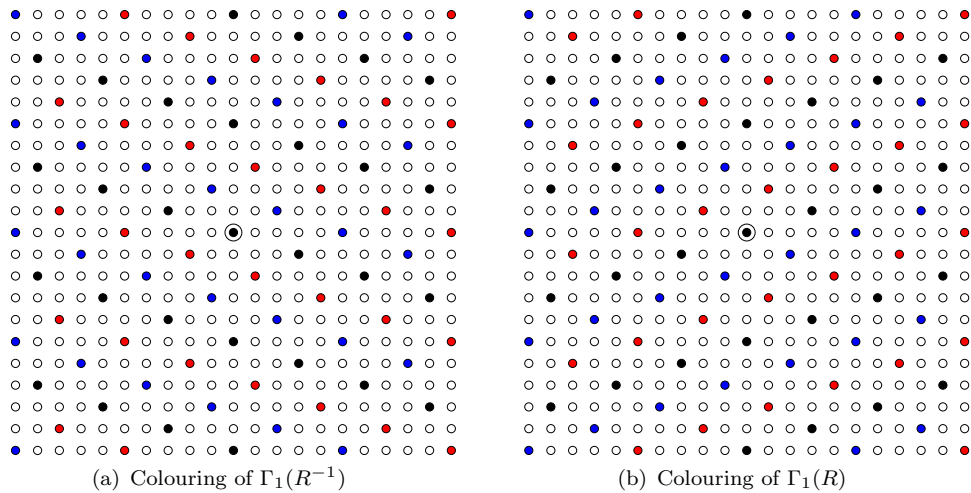 (a) Colouring of Γ₁(R⁻¹)
(b) Colouring of Γ₁(R)